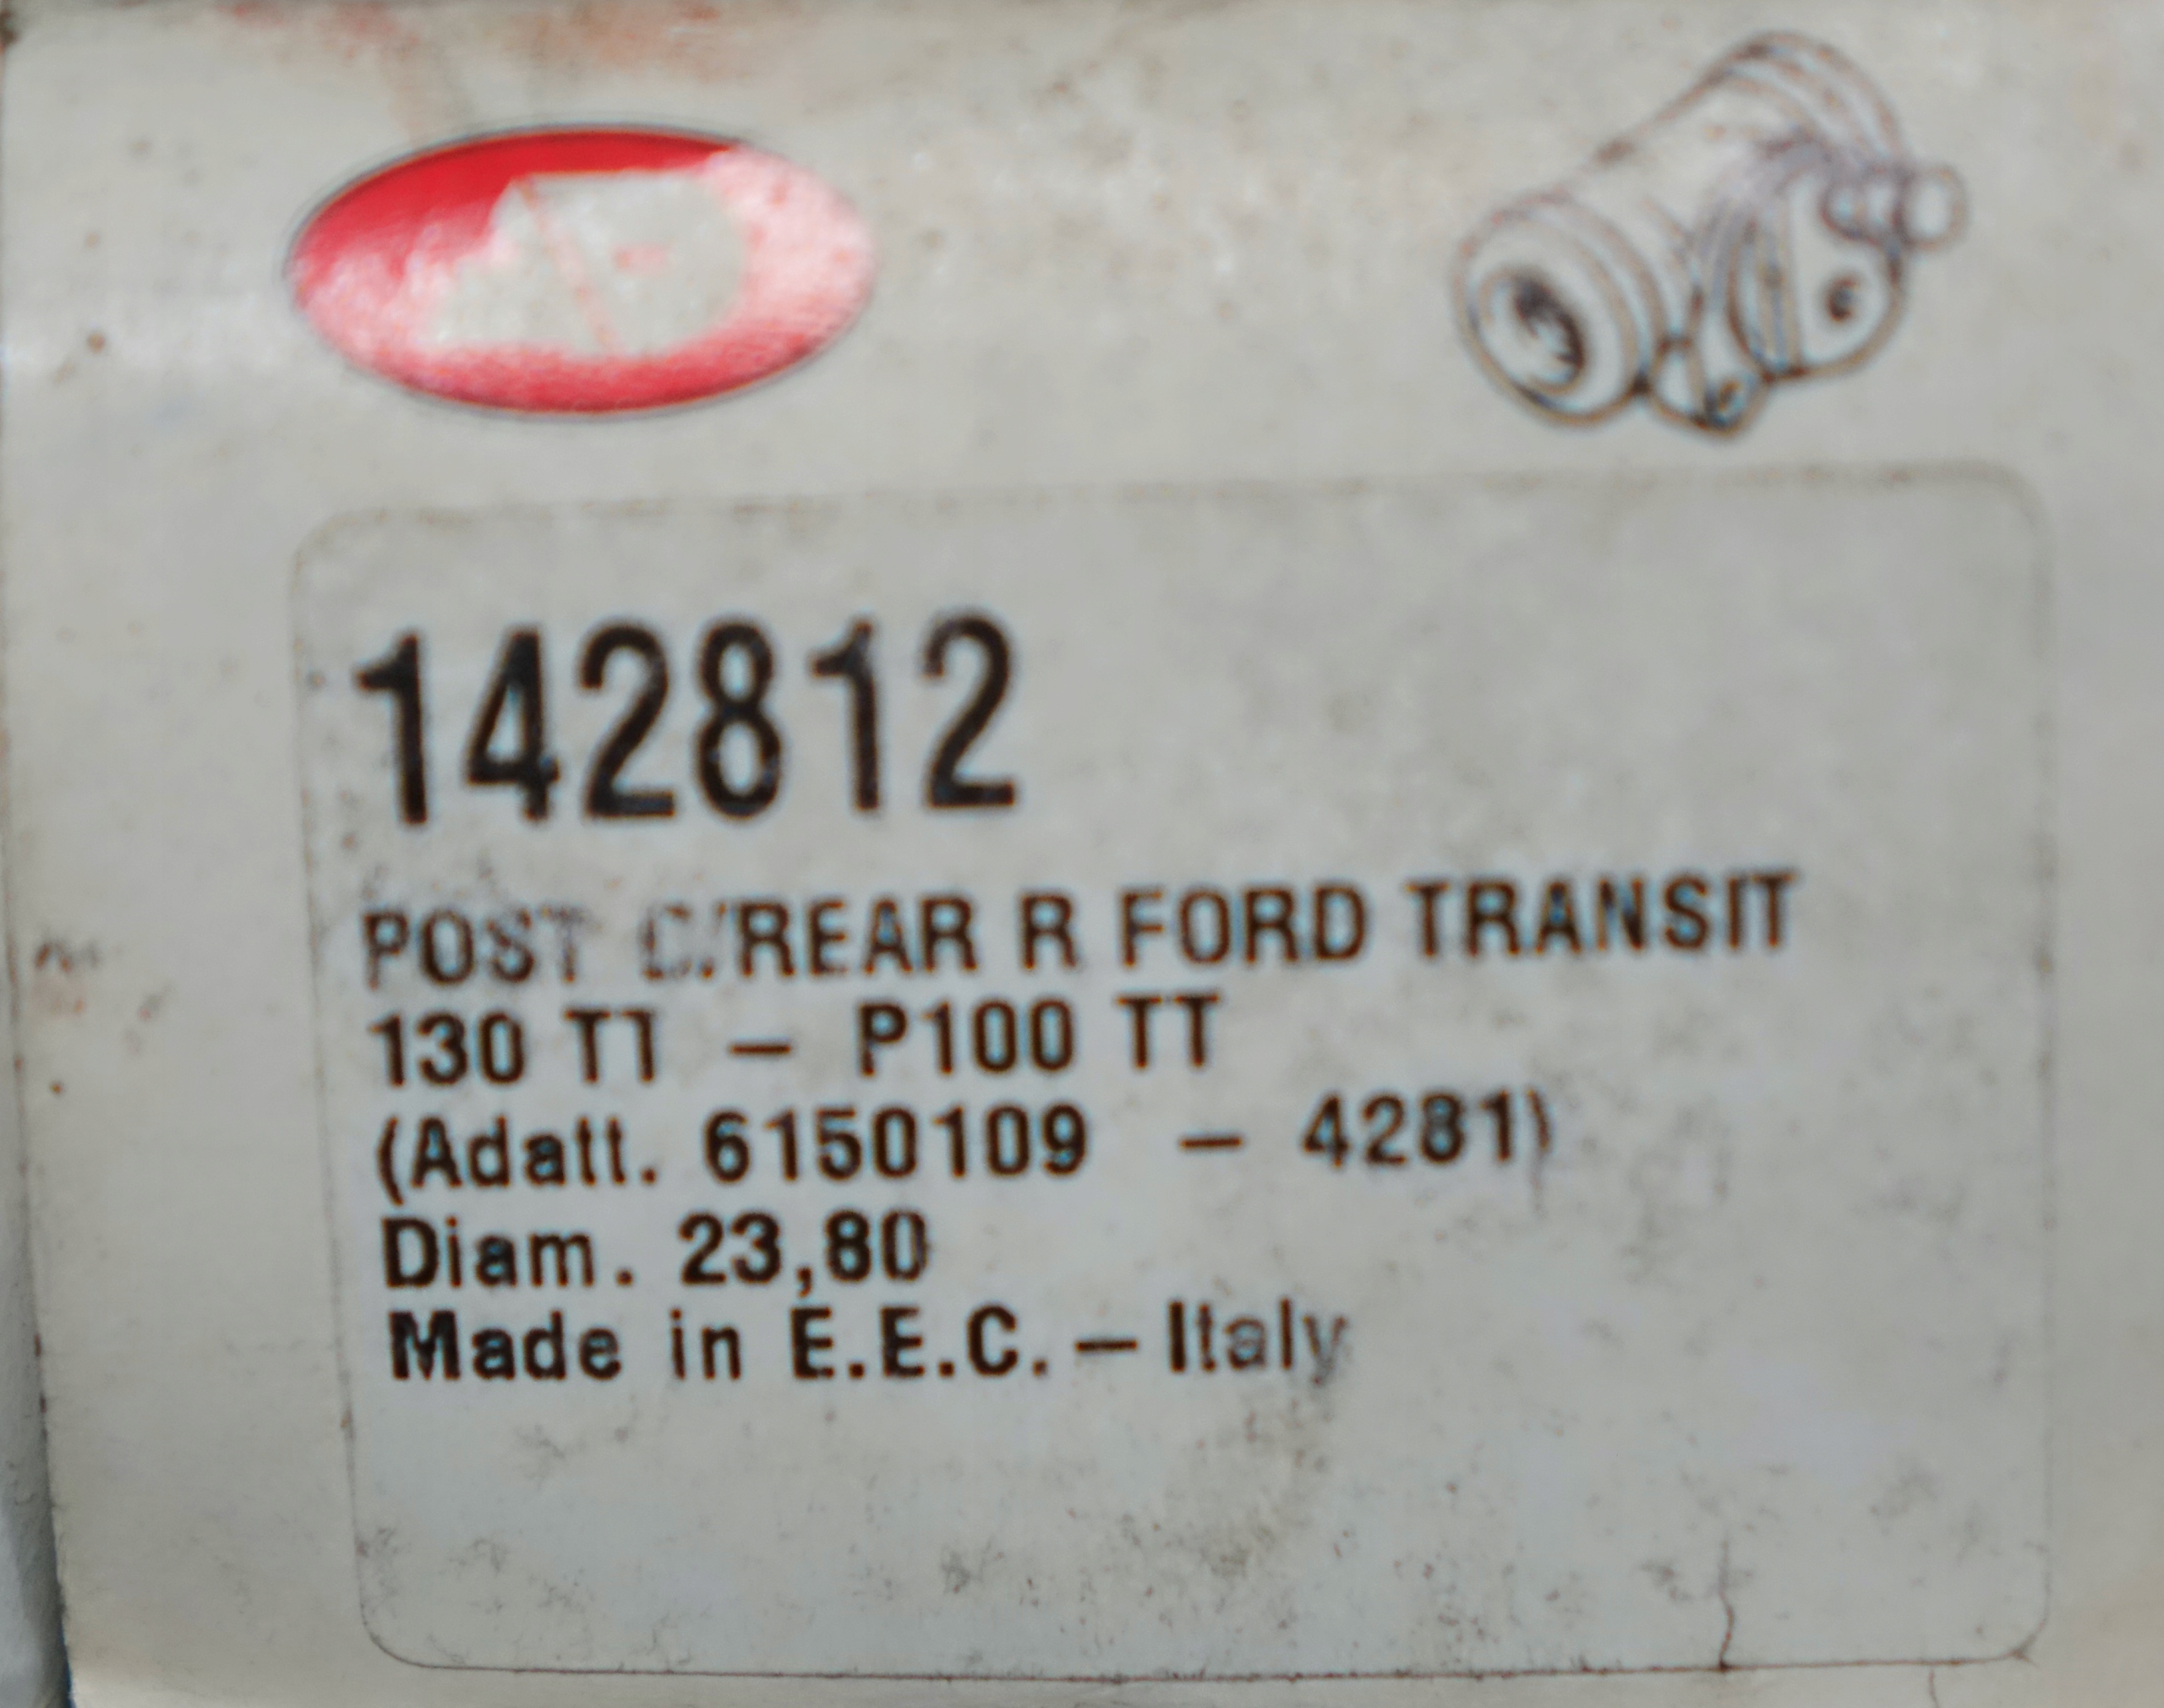 142812
POST C/REAR R FORD TRANSIT
130 TT – P100 TT
(Adatt. 6150109 – 4281)
Diam. 23,80
Made in E.E.C. – Italy